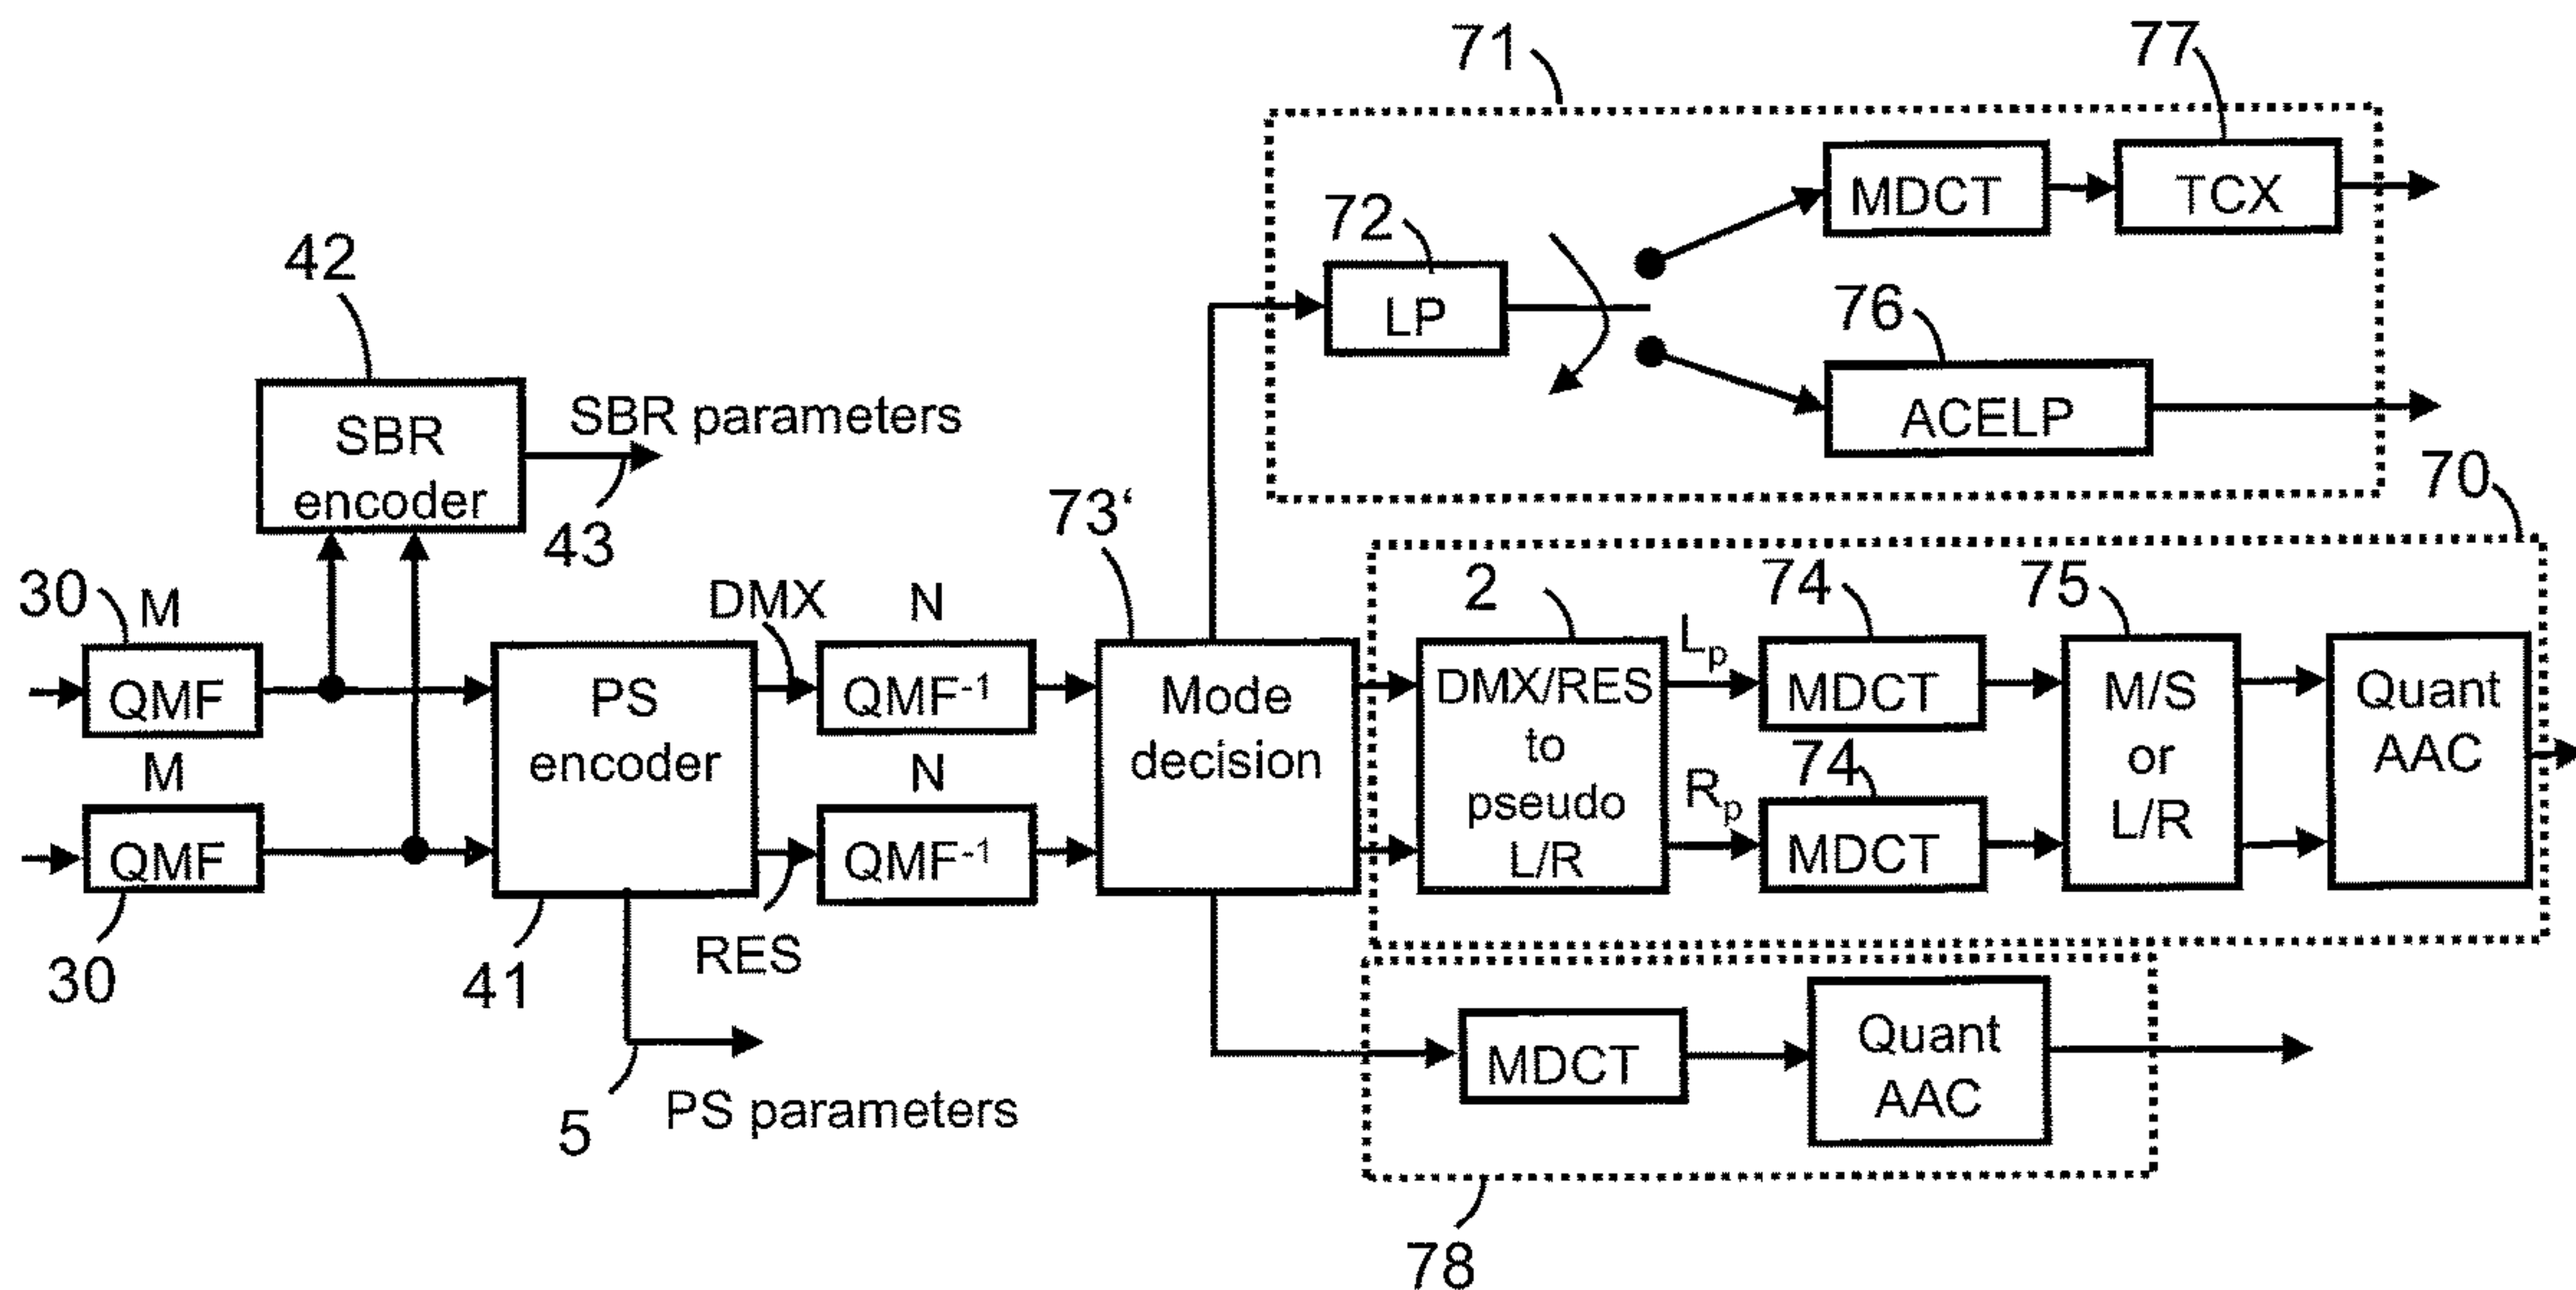 71
77
72
MDCT
TCX
LP
76
ACELP
42
SBR
encoder
SBR parameters
43
73‘
70
30
M
QMF
M
QMF
30
PS
encoder
41
DMX
N
QMF-1
N
QMF-1
RES
5
PS parameters
Mode
decision
2
DMX/RES
to
pseudo
L/R
Lp
Rp
74
MDCT
74
MDCT
75
M/S
or
L/R
Quant
AAC
MDCT
Quant
AAC
78